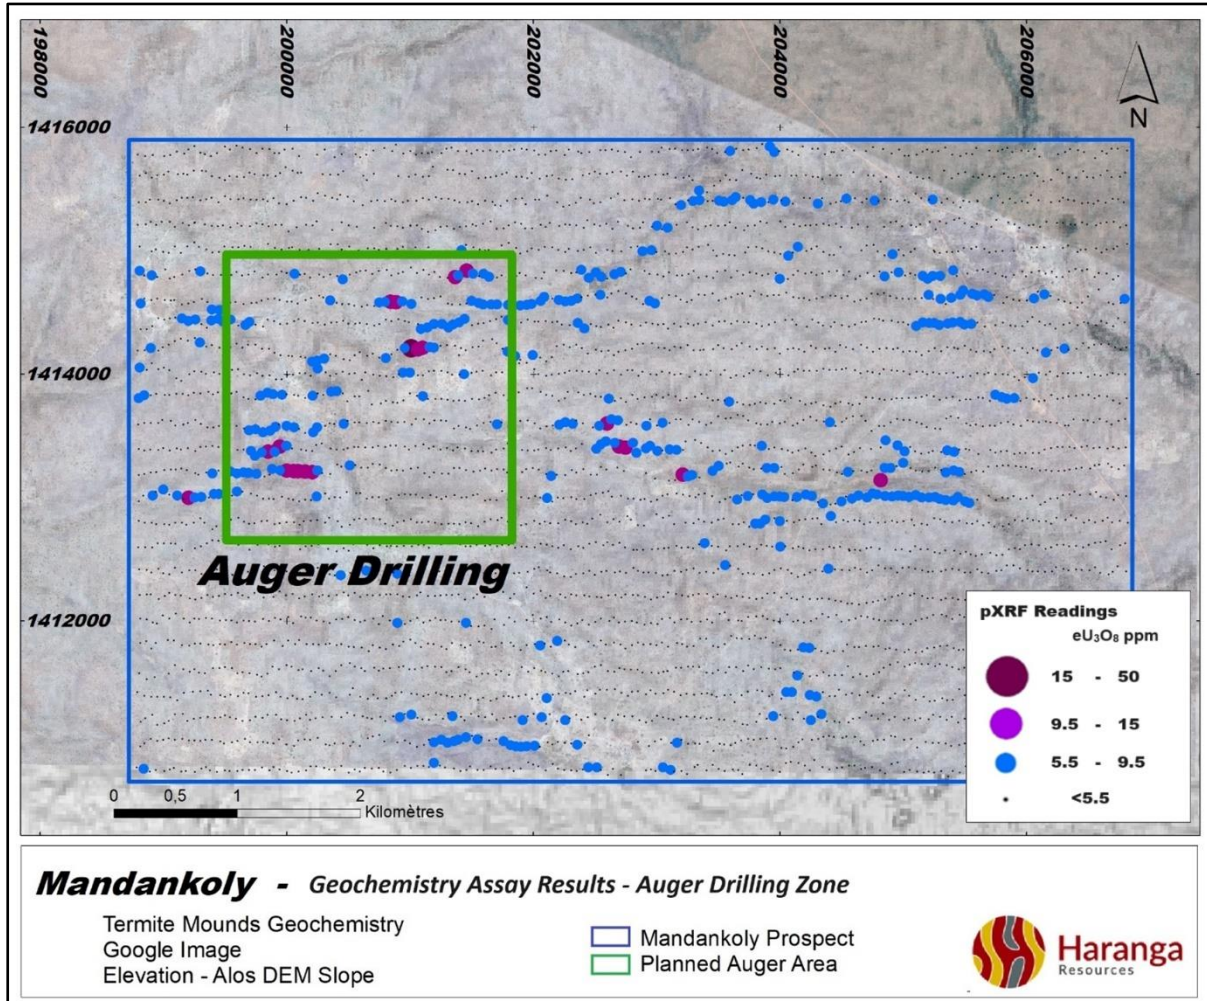 198000
200000
202000
204000
206000
N
1416000
1414000
1412000
Auger Drilling
pXRF Readings
eU₃O₈ ppm
15 - 50
9.5 - 15
5.5 - 9.5
<5.5
0 0,5 1 2
Kilomètres
Mandankoly - Geochemistry Assay Results - Auger Drilling Zone
Termite Mounds Geochemistry
Google Image
Elevation - Alos DEM Slope
Mandankoly Prospect
Planned Auger Area
Haranga
Resources